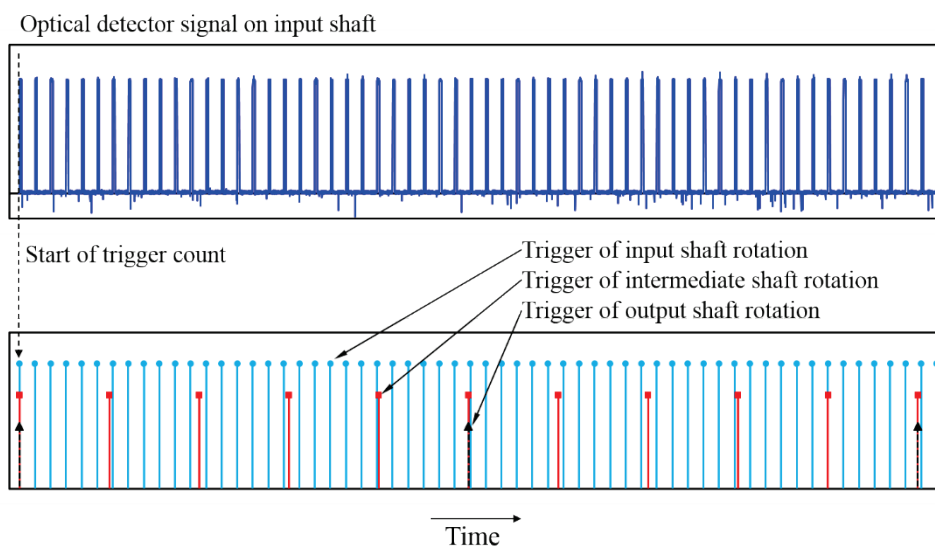 Optical detector signal on input shaft
Start of trigger count
Trigger of input shaft rotation
Trigger of intermediate shaft rotation
Trigger of output shaft rotation
Time